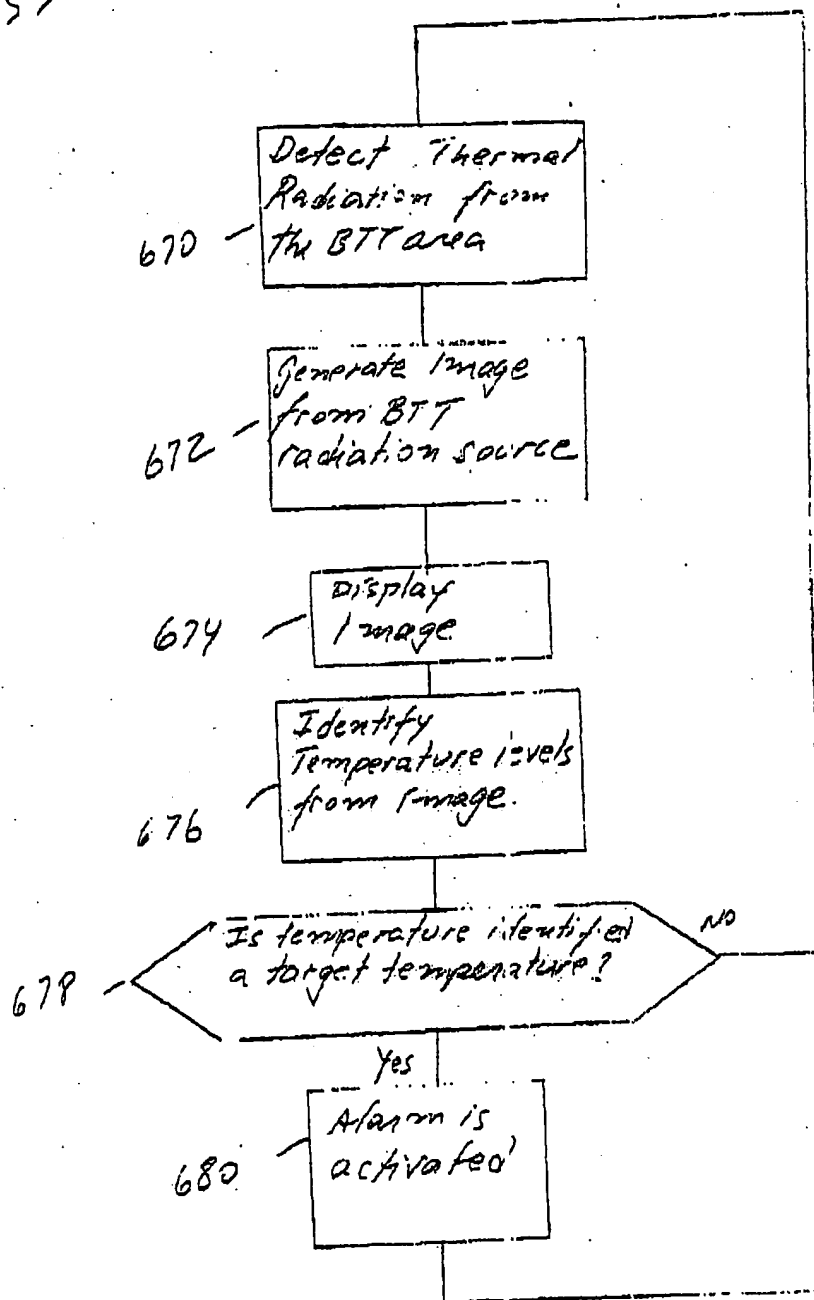 Detect Thermal
Radiation from
the BTT area
670
Generate Image
from BTT
radiation source
672
Display
Image
674
Identify
Temperature levels
from Image.
676
Is temperature identified
a target temperature?
NO
678
Yes
Alarm is
activated
680